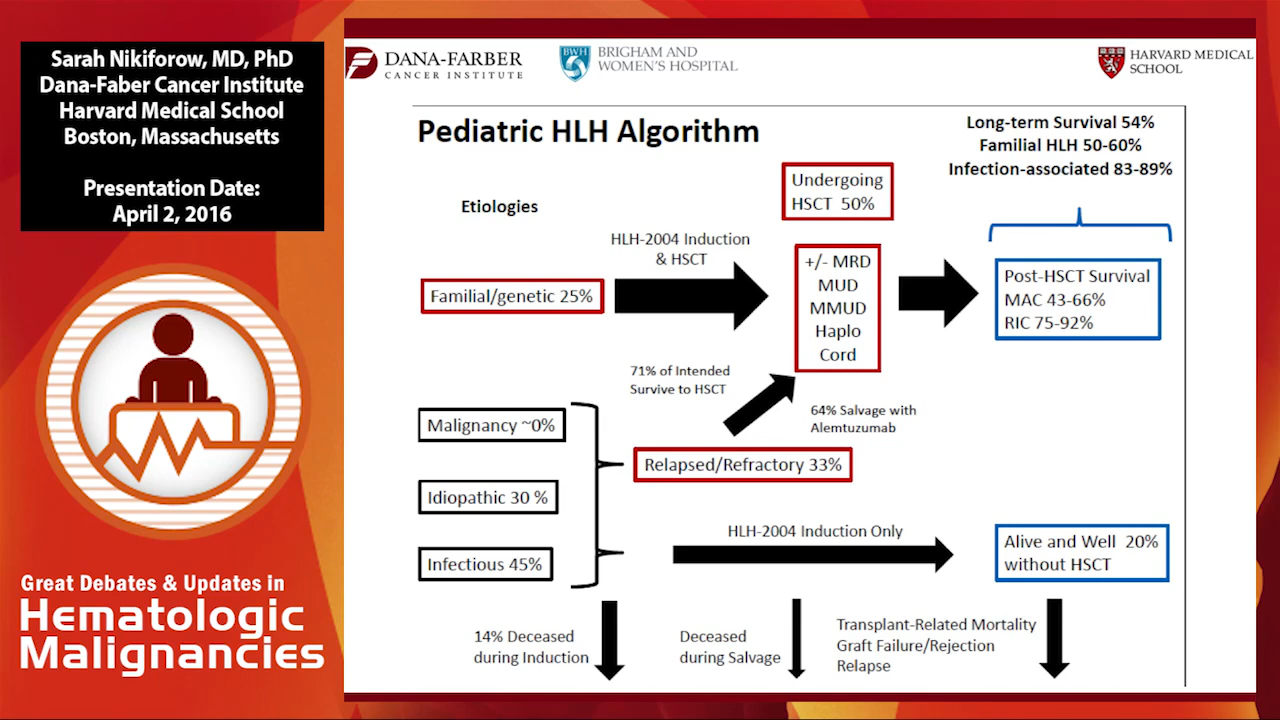 Sarah Nikiforow, MD, PhD
Dana-Faber Cancer Institute
Harvard Medical School
Boston, Massachusetts
Presentation Date:
April 2, 2016
Great Debates & Updates in
Hematologic
Malignancies
DANA-FARBER
CANCER INSTITUTE
BWH
BRIGHAM AND
WOMEN'S HOSPITAL
HARVARD MEDICAL
SCHOOL
Pediatric HLH Algorithm
Long-term Survival 54%
Familial HLH 50-60%
Infection-associated 83-89%
Etiologies
Undergoing
HSCT 50%
HLH-2004 Induction
& HSCT
Familial/genetic 25%
+/- MRD
MUD
MMUD
Haplo
Cord
Post-HSCT Survival
MAC 43-66%
RIC 75-92%
71% of Intended
Survive to HSCT
64% Salvage with
Alemtuzumab
Malignancy ~0%
Relapsed/Refractory 33%
Idiopathic 30 %
HLH-2004 Induction Only
Infectious 45%
Alive and Well 20%
without HSCT
14% Deceased
during Induction
Deceased
during Salvage
Transplant-Related Mortality
Graft Failure/Rejection
Relapse